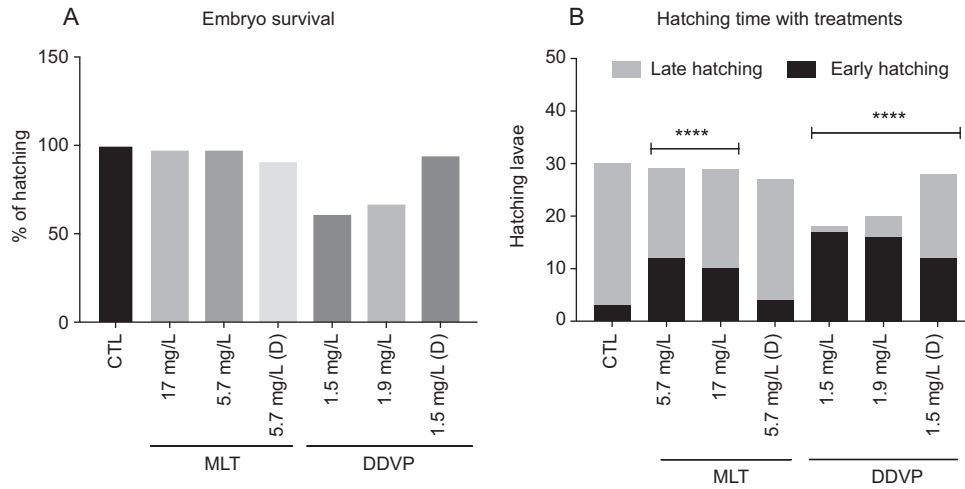 A
Embryo survival
% of hatching
150
100
50
0
CTL
17 mg/L
5.7 mg/L
5.7 mg/L (D)
1.5 mg/L
1.9 mg/L
1.5 mg/L (D)
MLT
DDVP
B
Hatching time with treatments
Late hatching
Early hatching
Hatching lavae
50
40
30
20
10
0
****
****
CTL
5.7 mg/L
17 mg/L
5.7 mg/L (D)
1.5 mg/L
1.9 mg/L
1.5 mg/L (D)
MLT
DDVP